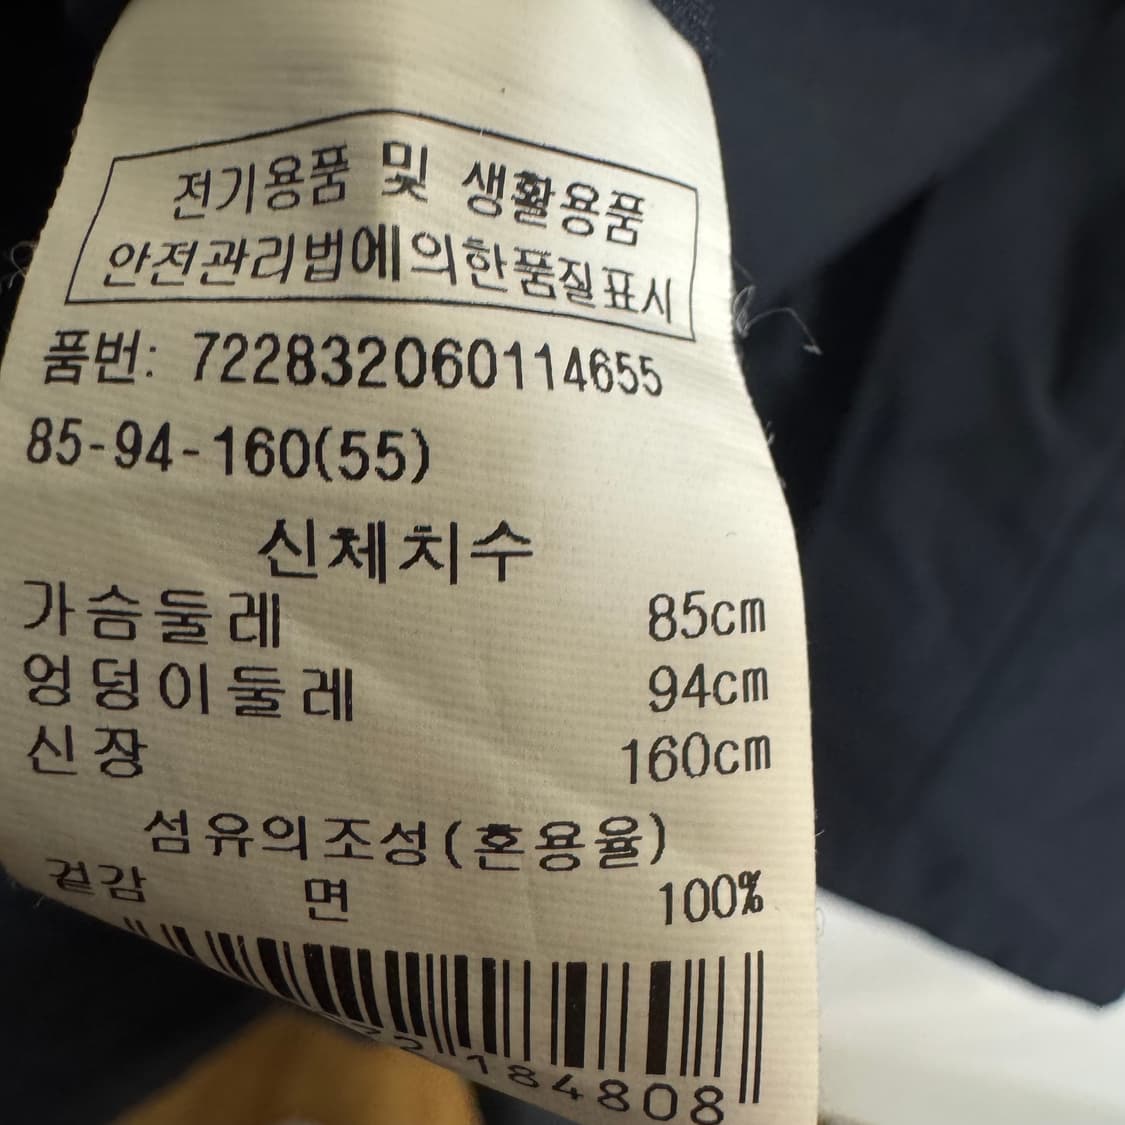 전기용품 및 생활용품
안전관리법에의한품질표시
품번: 722832060114655
85-94-160(55)
신체치수
가슴둘레 85cm
엉덩이둘레 94cm
신장 160cm
섬유의조성(혼용율)
겉감 면 100%
184808